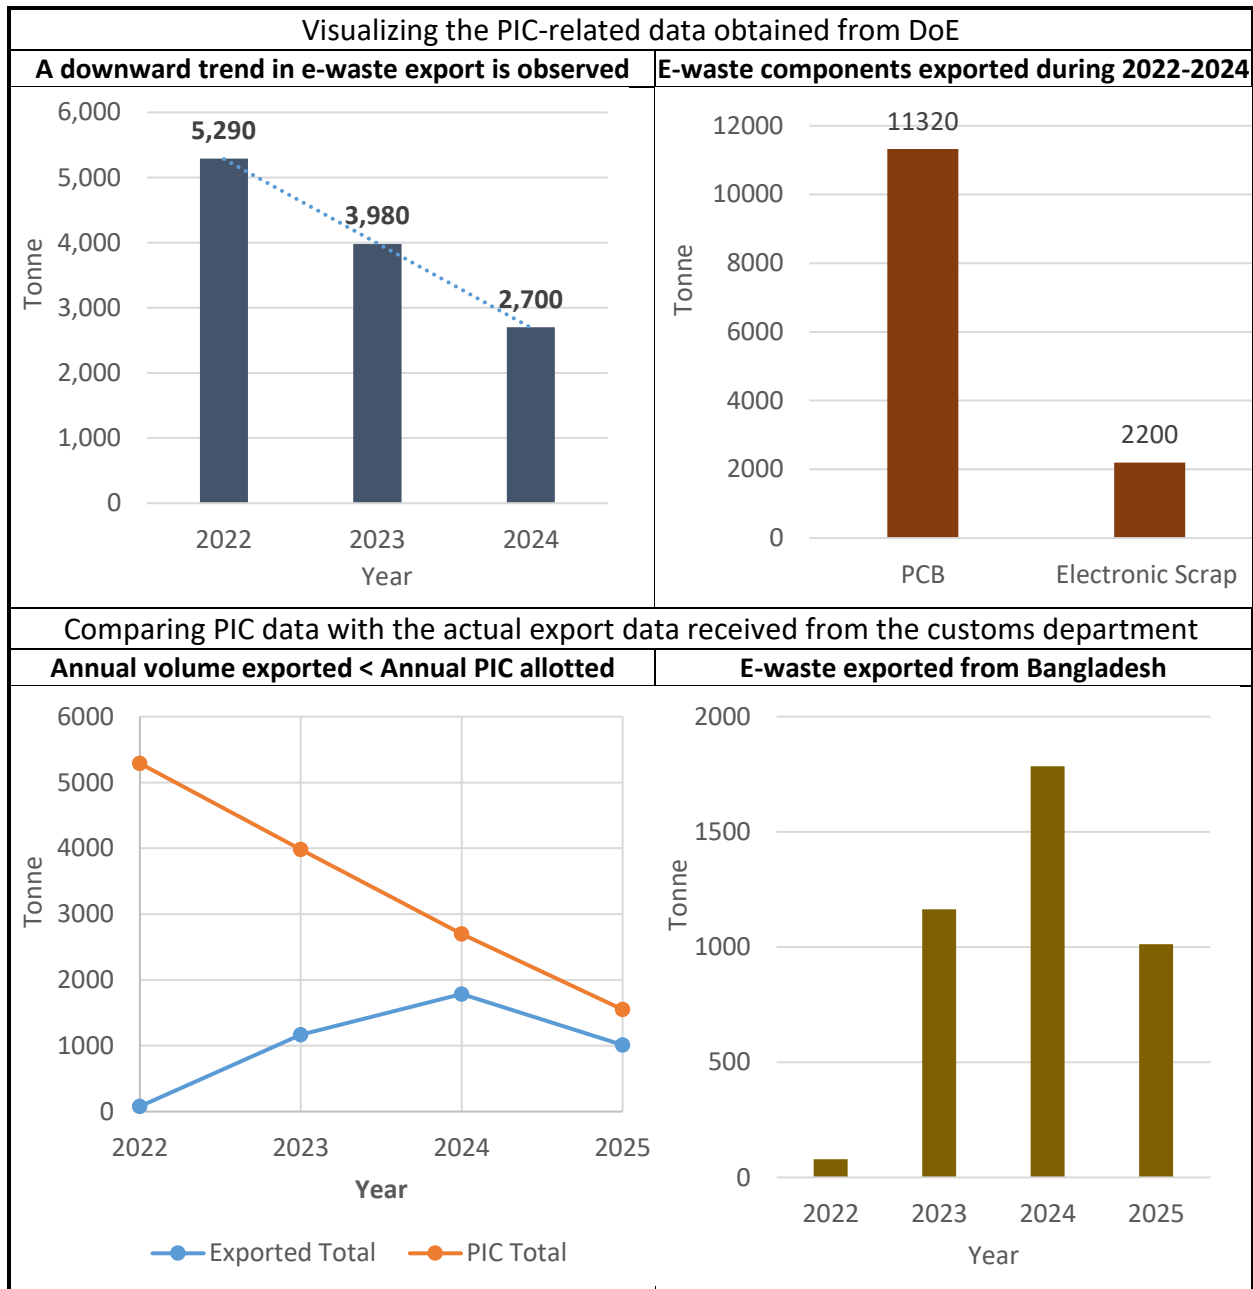 Visualizing the PIC-related data obtained from DoE
A downward trend in e-waste export is observed
6,000
5,000
4,000
3,000
2,000
1,000
0
Tonne
5,290
3,980
2,700
2022 2023 2024
Year
E-waste components exported during 2022-2024
12000
10000
8000
6000
4000
2000
0
Tonne
11320
2200
PCB Electronic Scrap
Comparing PIC data with the actual export data received from the customs department
Annual volume exported < Annual PIC allotted
6000
5000
4000
3000
2000
1000
0
Tonne
2022 2023 2024 2025
Year
Exported Total PIC Total
E-waste exported from Bangladesh
2000
1500
1000
500
0
Tonne
2022 2023 2024 2025
Year